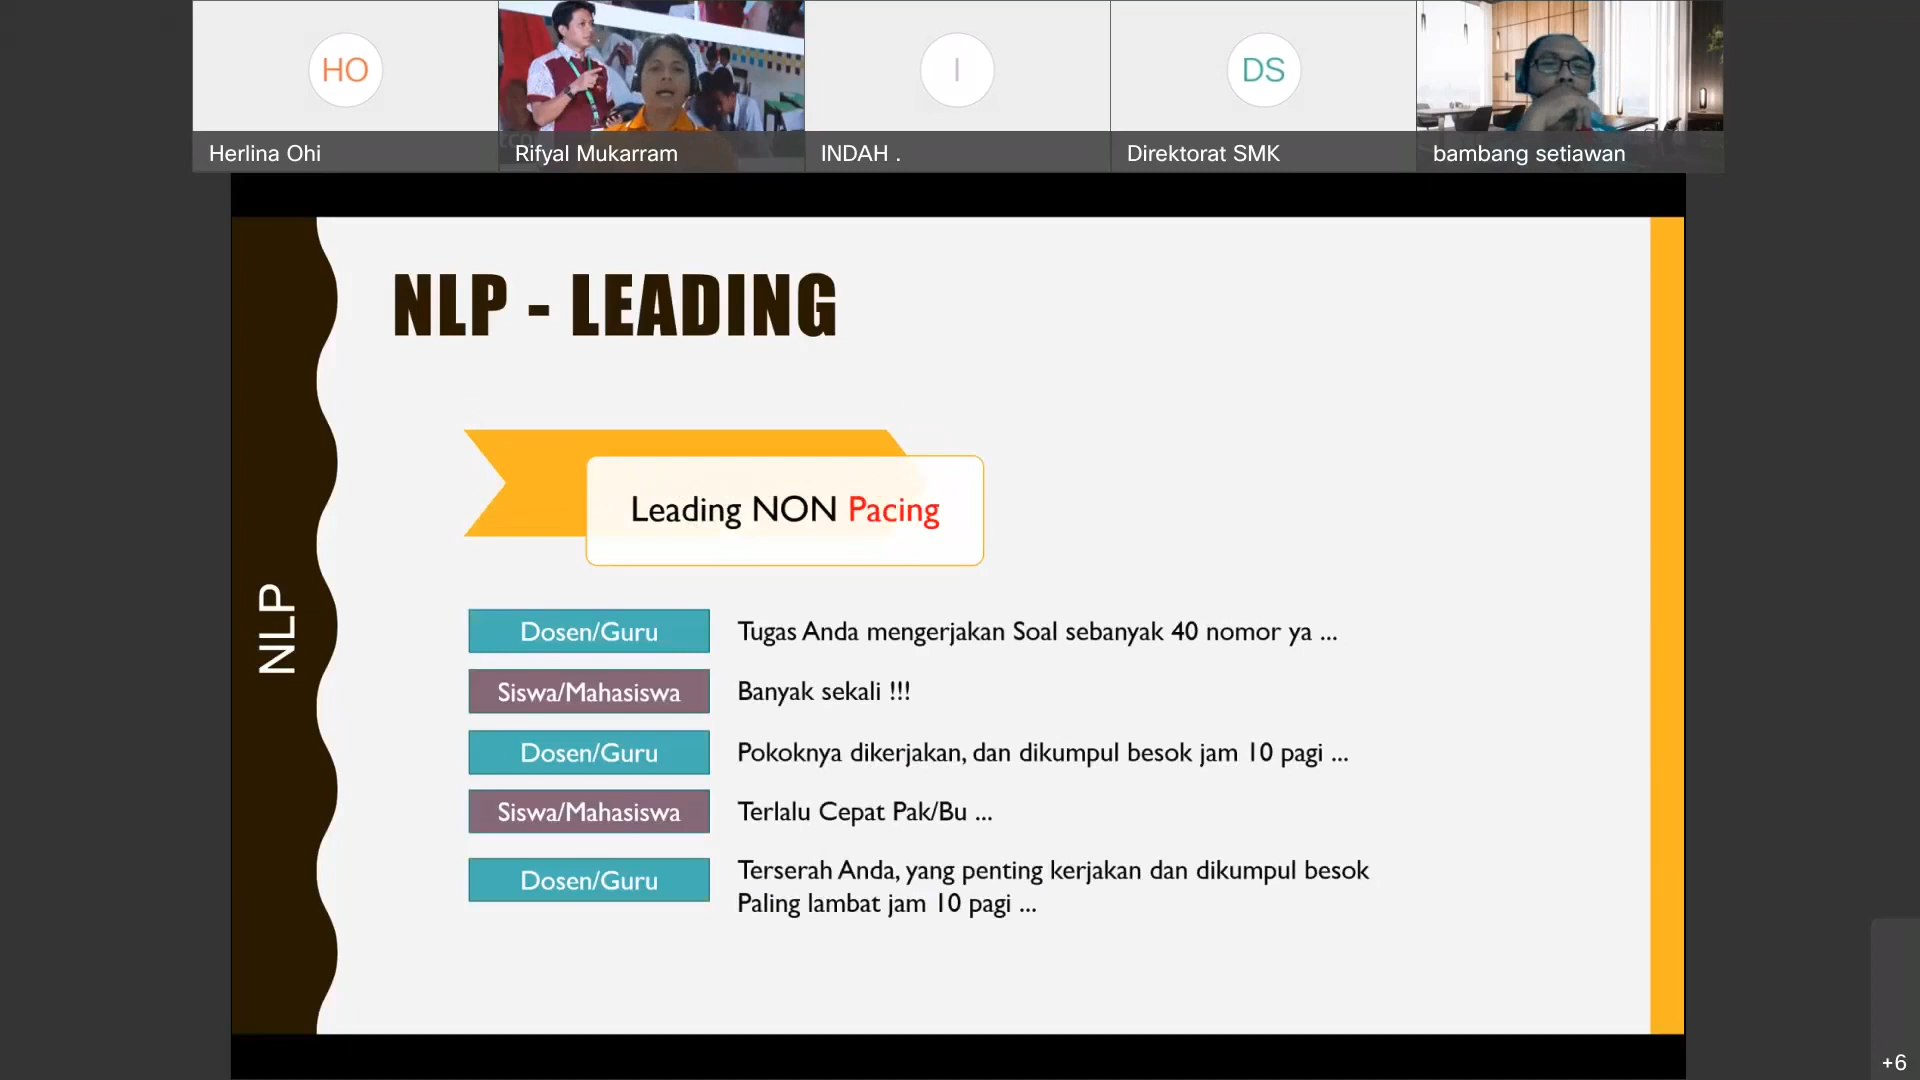 HO
I
DS
Herlina Ohi
Rifyal Mukarram
INDAH .
Direktorat SMK
bambang setiawan
NLP - LEADING
Leading NON Pacing
NLP
Dosen/Guru
Tugas Anda mengerjakan Soal sebanyak 40 nomor ya ...
Siswa/Mahasiswa
Banyak sekali !!!
Dosen/Guru
Pokoknya dikerjakan, dan dikumpul besok jam 10 pagi ...
Siswa/Mahasiswa
Terlalu Cepat Pak/Bu ...
Dosen/Guru
Terserah Anda, yang penting kerjakan dan dikumpul besok
Paling lambat jam 10 pagi ...
+6